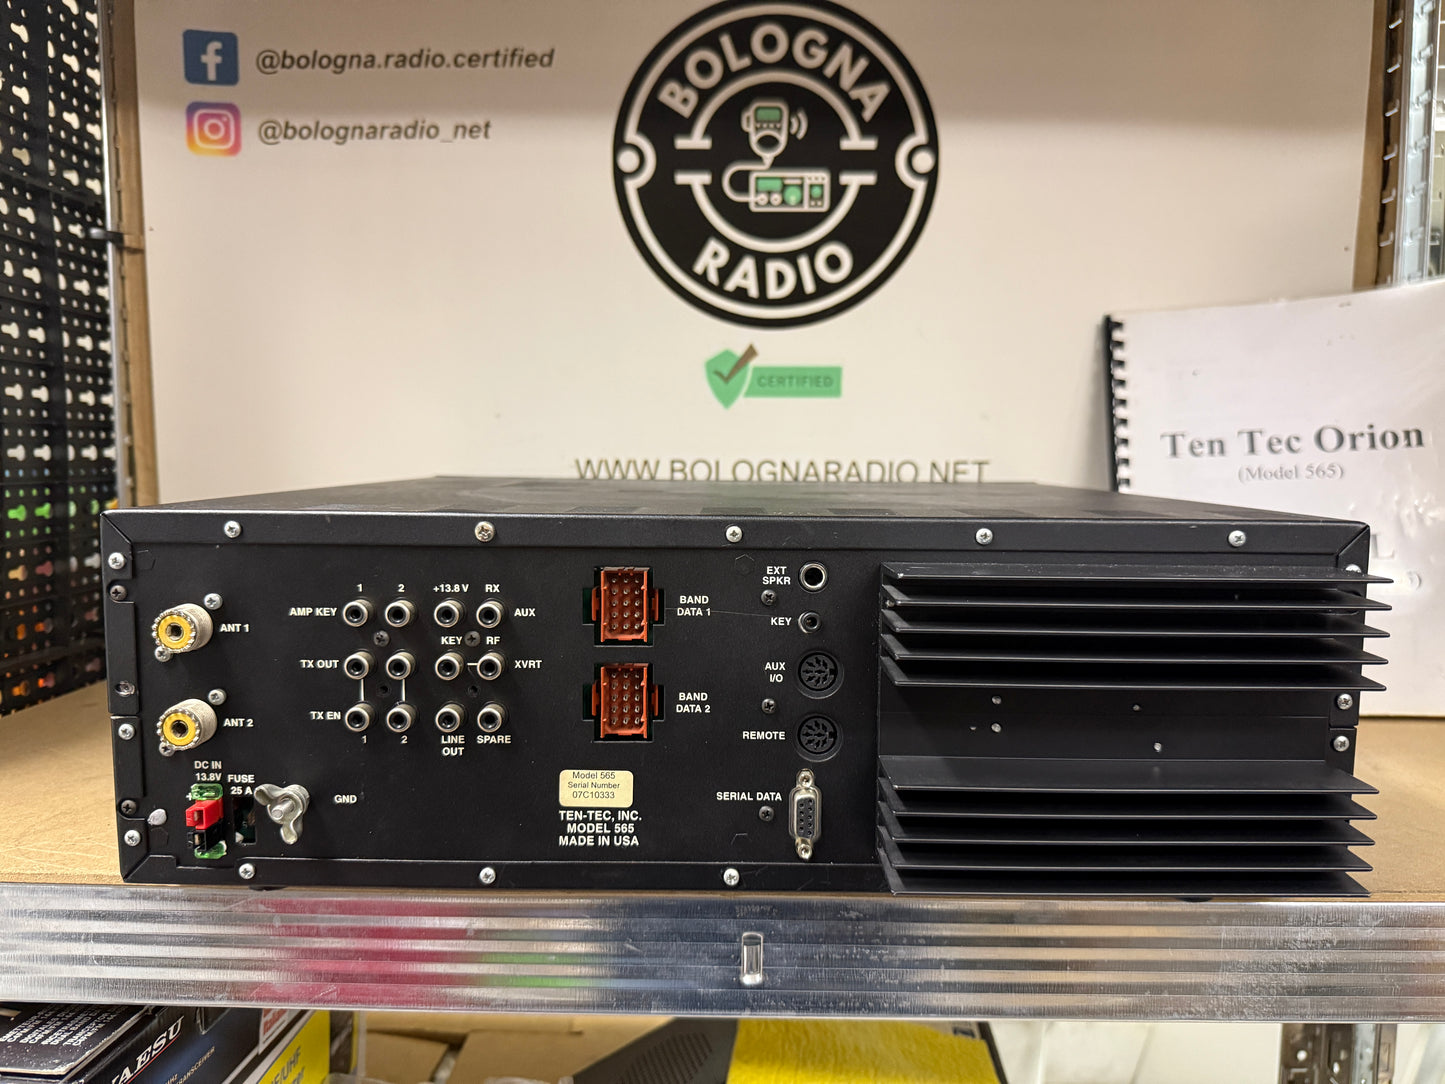 @bologna.radio.certified
@bolognaradio_net
BOLOGNA
RADIO
CERTIFIED
WWW.BOLOGNARADIO.NET
Ten Tec Orion
(Model 565)
ANT 1
ANT 2
DC IN
13.8V
FUSE
25 A
GND
1 2 +13.8 V RX
AMP KEY
AUX
KEY RF
TX OUT
XVRT
TX EN
1 2 LINE
OUT
SPARE
BAND
DATA 1
BAND
DATA 2
EXT
SPKR
KEY
AUX
I/O
REMOTE
SERIAL DATA
Model 565
Serial Number
07C10333
TEN-TEC, INC.
MODEL 565
MADE IN USA
YAESU
TRANSCEIVER